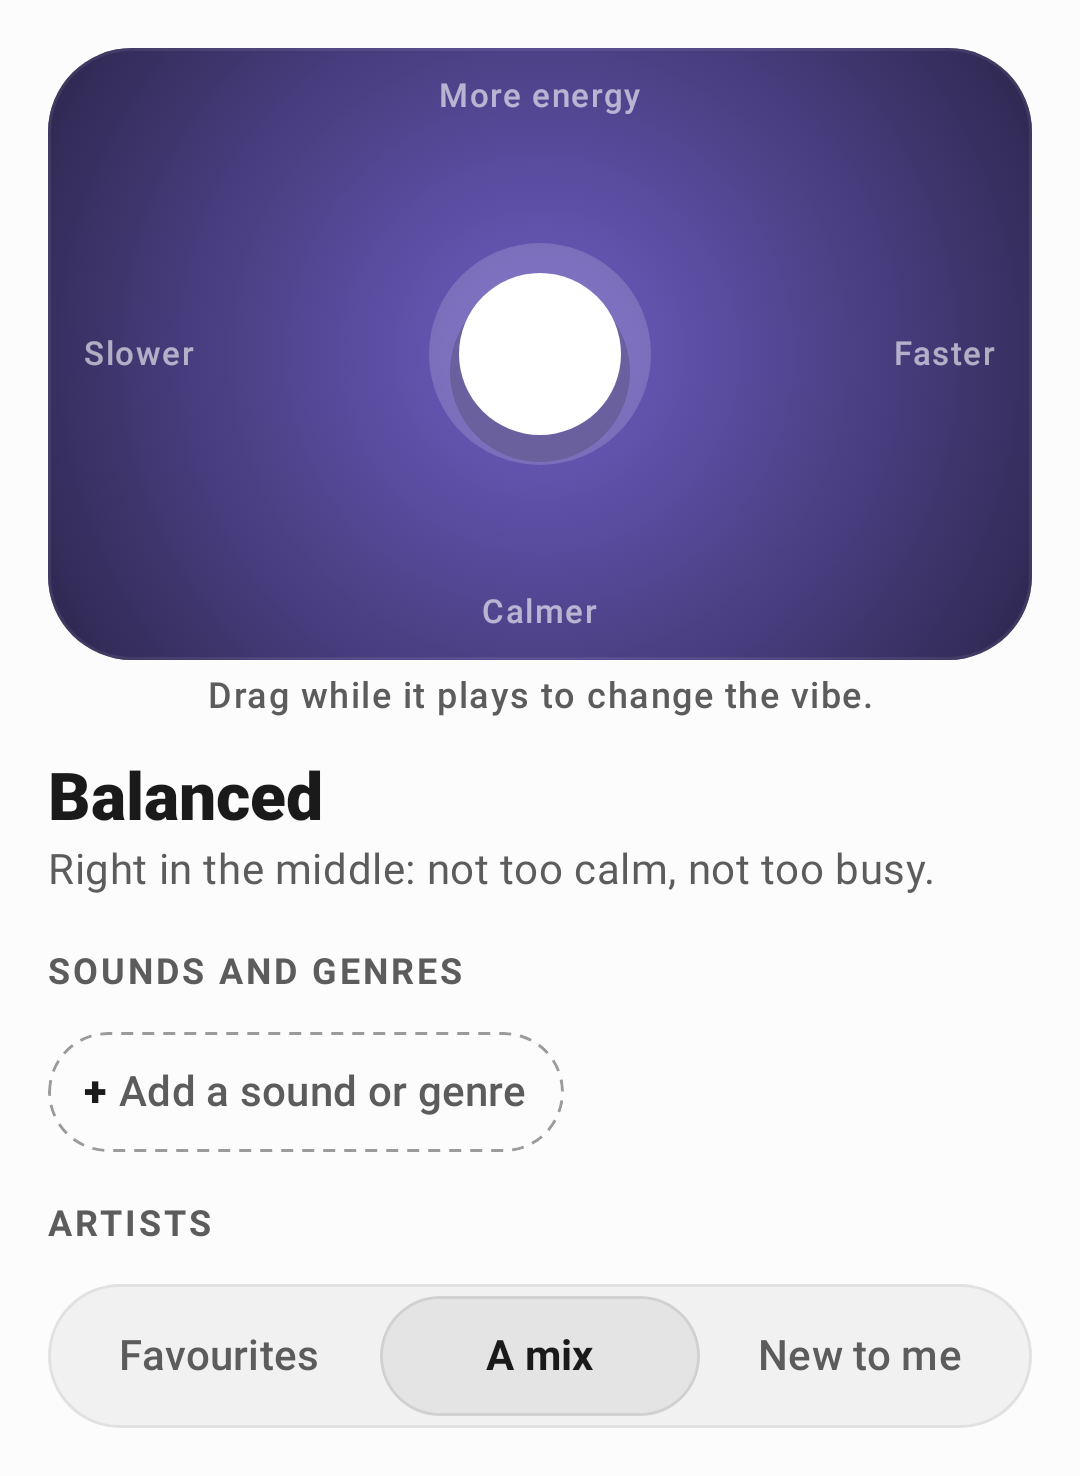 More energy
Slower
Faster
Calmer
Drag while it plays to change the vibe.
Balanced
Right in the middle: not too calm, not too busy.
SOUNDS AND GENRES
+ Add a sound or genre
ARTISTS
Favourites
A mix
New to me